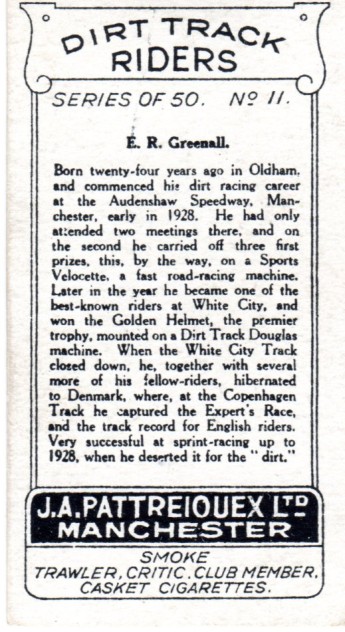 DIRT TRACK
RIDERS
SERIES OF 50. Nº 11.
E. R. Greenall.
Born twenty-four years ago in Oldham,
and commenced his dirt racing career
at the Audenshaw Speedway, Man-
chester, early in 1928. He had only
attended two meetings there, and on
the second he carried off three first
prizes, this, by the way, on a Sports
Velocette, a fast road-racing machine.
Later in the year he became one of the
best-known riders at White City, and
won the Golden Helmet, the premier
trophy, mounted on a Dirt Track Douglas
machine. When the White City Track
closed down, he, together with several
more of his fellow-riders, hibernated
to Denmark, where, at the Copenhagen
Track he captured the Expert's Race,
and the track record for English riders.
Very successful at sprint-racing up to
1928, when he deserted it for the "dirt."
J.A. PATTREIOUEX LTD
MANCHESTER
SMOKE
TRAWLER, CRITIC, CLUB MEMBER,
CASKET CIGARETTES.